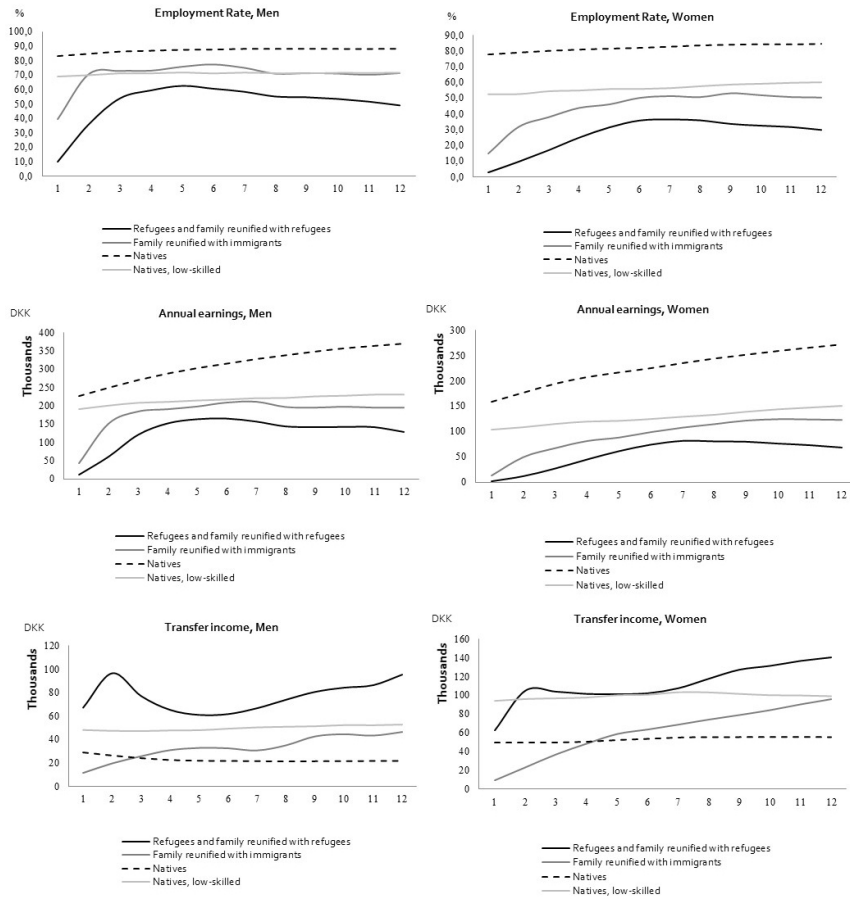 Employment Rate, Men
%
100,0
90,0
80,0
70,0
60,0
50,0
40,0
30,0
20,0
10,0
0,0
1 2 3 4 5 6 7 8 9 10 11 12
Refugees and family reunified with refugees
Family reunified with immigrants
Natives
Natives, low-skilled
Employment Rate, Women
%
90,0
80,0
70,0
60,0
50,0
40,0
30,0
20,0
10,0
0,0
1 2 3 4 5 6 7 8 9 10 11 12
Refugees and family reunified with refugees
Family reunified with immigrants
Natives
Natives, low-skilled
DKK
Annual earnings, Men
Thousands
400
350
300
250
200
150
100
50
0
1 2 3 4 5 6 7 8 9 10 11 12
Refugees and family reunified with refugees
Family reunified with immigrants
Natives
Natives, low-skilled
DKK
Annual earnings, Women
Thousands
300
250
200
150
100
50
0
1 2 3 4 5 6 7 8 9 10 11 12
Refugees and family reunified with refugees
Family reunified with immigrants
Natives
Natives, low-skilled
DKK
Transfer income, Men
Thousands
120
100
80
60
40
20
0
1 2 3 4 5 6 7 8 9 10 11 12
Refugees and family reunified with refugees
Family reunified with immigrants
Natives
Natives, low-skilled
DKK
Transfer income, Women
Thousands
160
140
120
100
80
60
40
20
0
1 2 3 4 5 6 7 8 9 10 11 12
Refugees and family reunified with refugees
Family reunified with immigrants
Natives
Natives, low-skilled